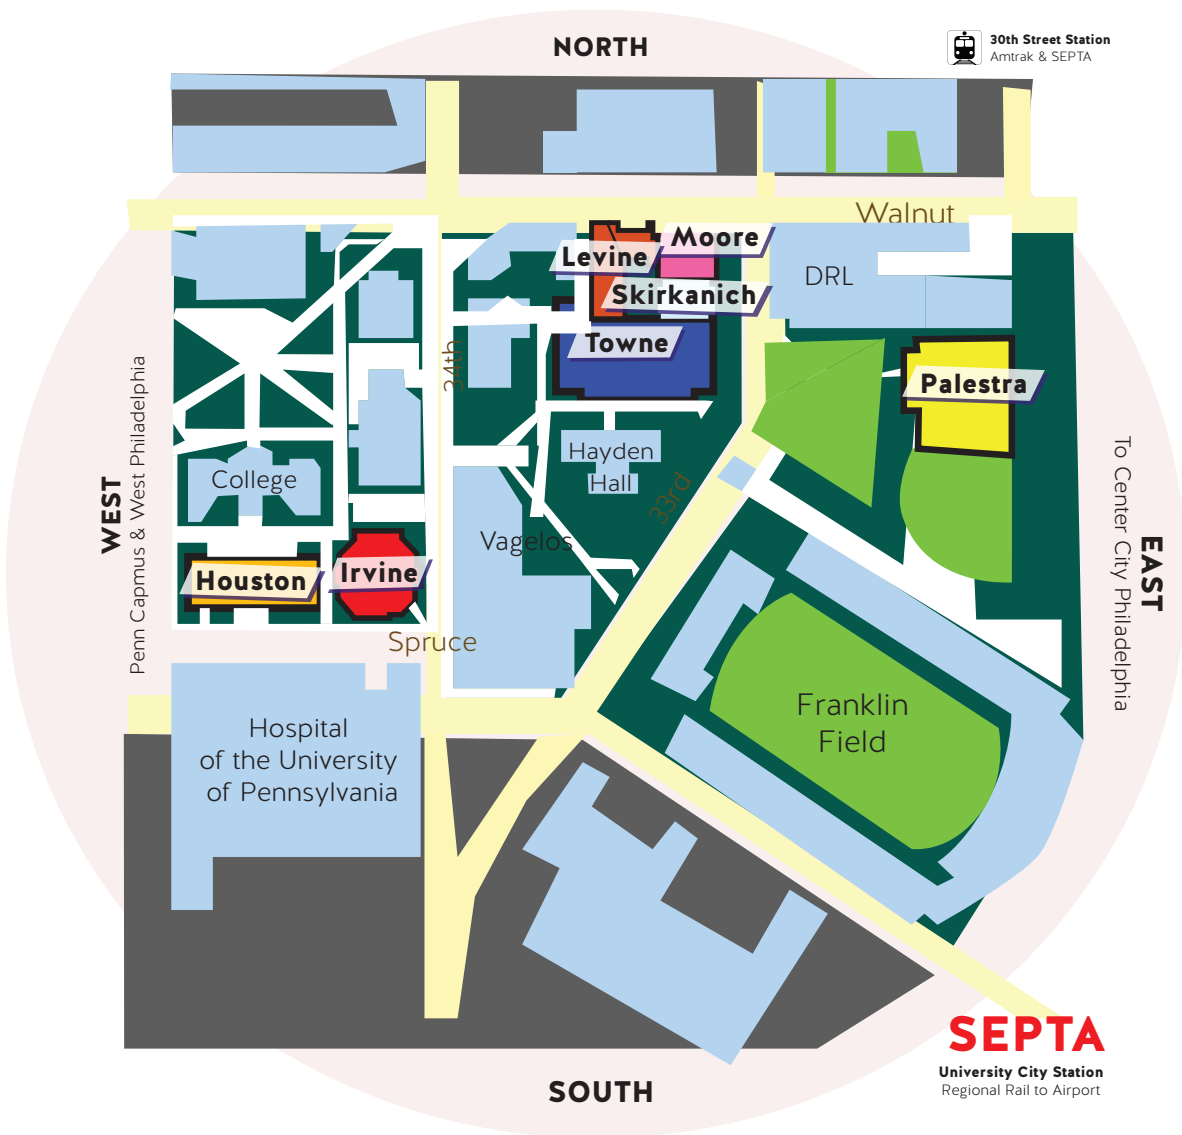 NORTH
30th Street Station
Amtrak & SEPTA
Walnut
Moore
Levine
DRL
Skirkanich
Towne
34th
Palestra
WEST
Penn Capmus & West Philadelphia
College
Hayden
Hall
33rd
To Center City Philadelphia
EAST
Vagelos
Houston
Irvine
Spruce
Franklin
Field
Hospital
of the University
of Pennsylvania
SEPTA
University City Station
Regional Rail to Airport
SOUTH